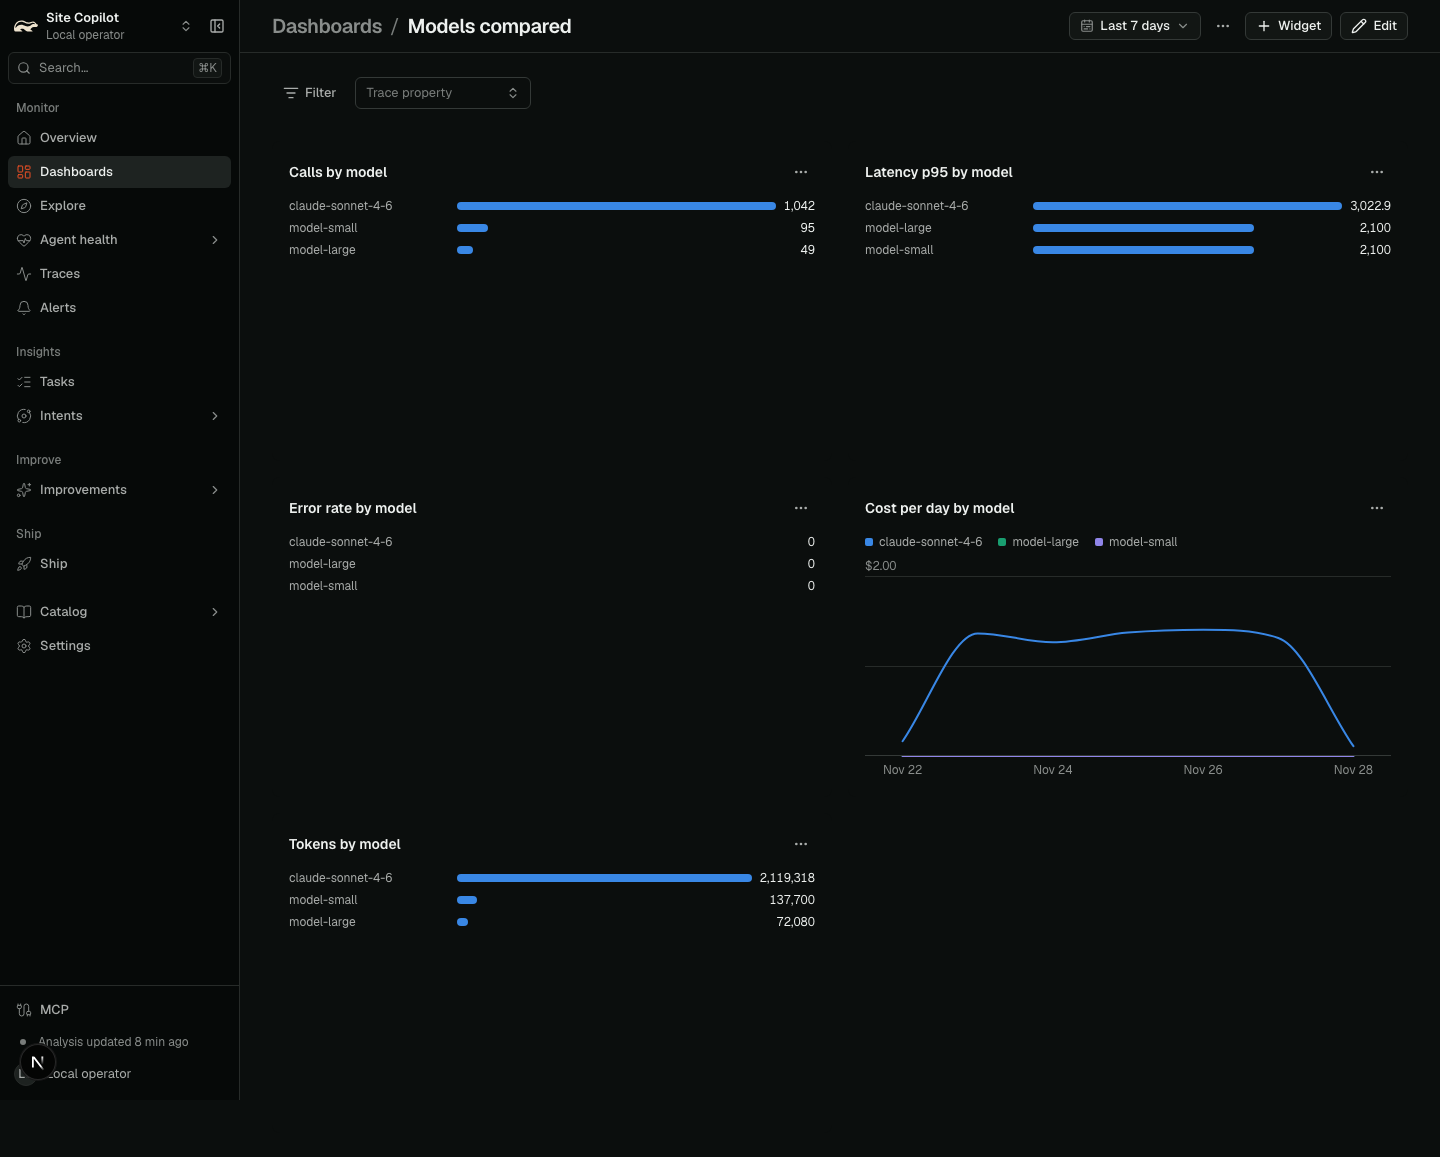 Site Copilot
Local operator
Search...
⌘K
Monitor
Overview
Dashboards
Explore
Agent health
Traces
Alerts
Insights
Tasks
Intents
Improve
Improvements
Ship
Ship
Catalog
Settings
MCP
Analysis updated 8 min ago
N
Local operator
Dashboards / Models compared
Last 7 days
Widget
Edit
Filter
Trace property
Calls by model
claude-sonnet-4-6 1,042
model-small 95
model-large 49
Latency p95 by model
claude-sonnet-4-6 3,022.9
model-large 2,100
model-small 2,100
Error rate by model
claude-sonnet-4-6 0
model-large 0
model-small 0
Cost per day by model
claude-sonnet-4-6 model-large model-small
$2.00
Nov 22 Nov 24 Nov 26 Nov 28
Tokens by model
claude-sonnet-4-6 2,119,318
model-small 137,700
model-large 72,080